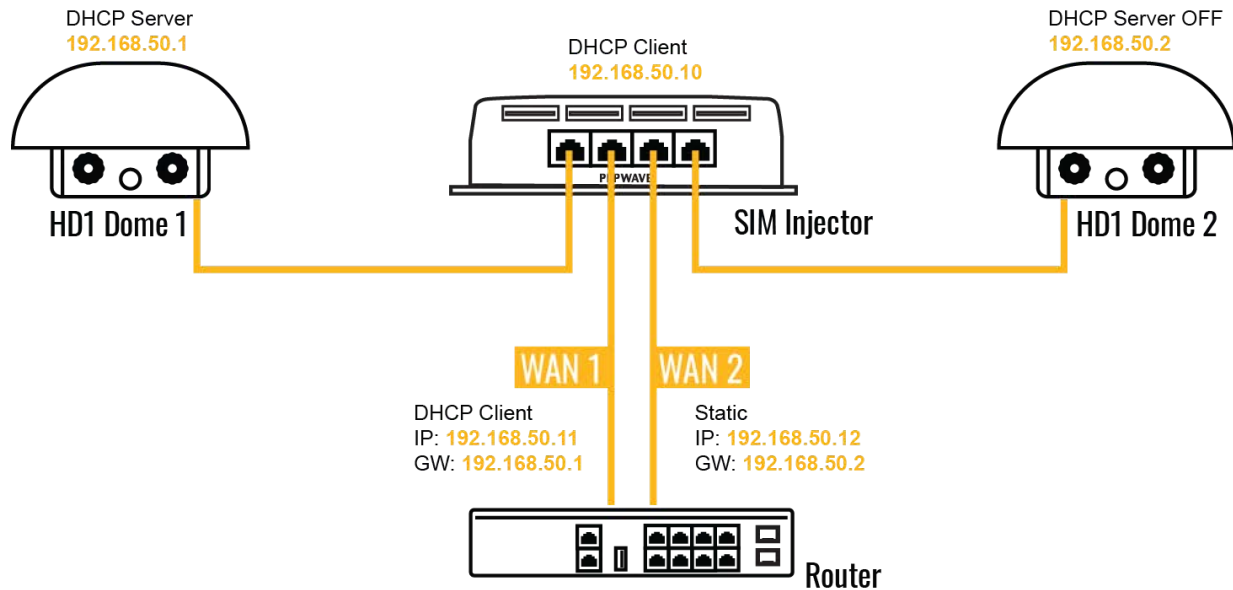 DHCP Server
192.168.50.1
HD1 Dome 1
DHCP Client
192.168.50.10
PEPWAVE
SIM Injector
DHCP Server OFF
192.168.50.2
HD1 Dome 2
WAN 1
WAN 2
DHCP Client
IP: 192.168.50.11
GW: 192.168.50.1
Static
IP: 192.168.50.12
GW: 192.168.50.2
Router